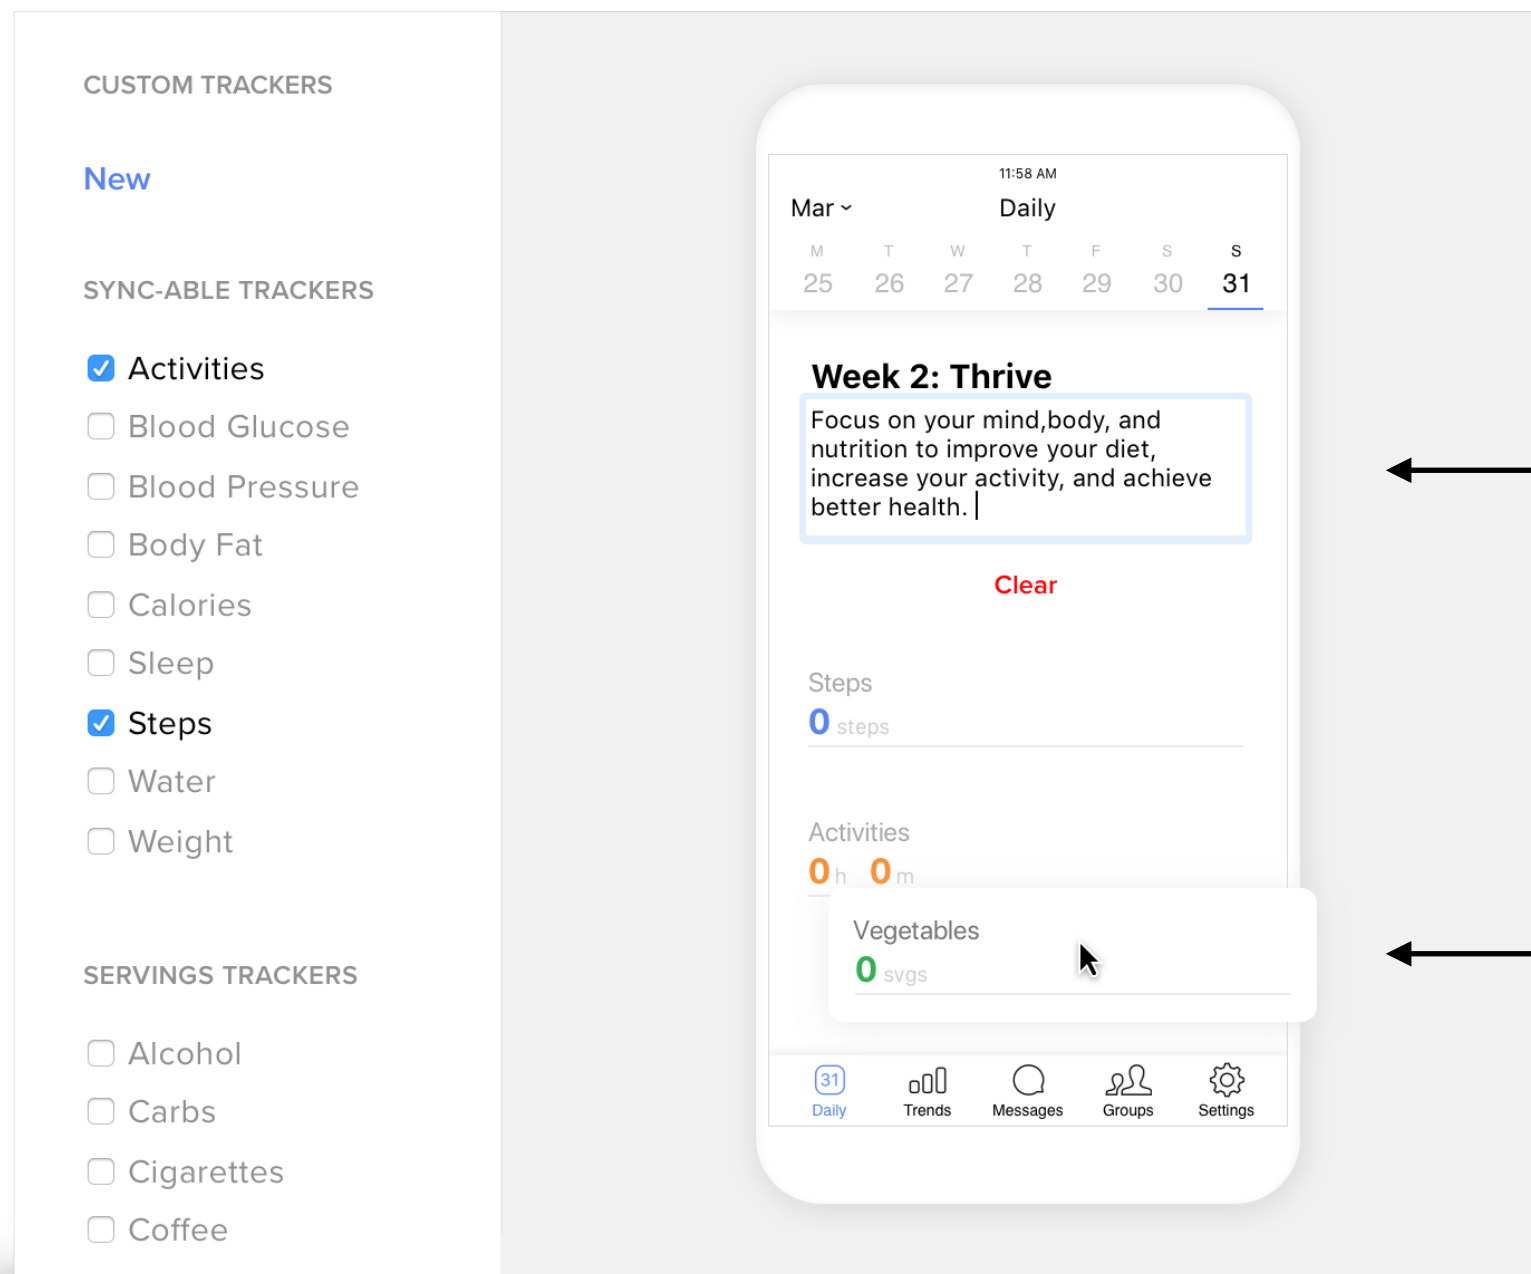 CUSTOM TRACKERS
New
SYNC-ABLE TRACKERS
Activities
Blood Glucose
Blood Pressure
Body Fat
Calories
Sleep
Steps
Water
Weight
SERVINGS TRACKERS
Alcohol
Carbs
Cigarettes
Coffee
11:58 AM
Mar Daily
M T W T F S S
25 26 27 28 29 30 31
Week 2: Thrive
Focus on your mind,body, and
nutrition to improve your diet,
increase your activity, and achieve
better health.
Clear
Steps
0 steps
Activities
0 h 0 m
Vegetables
0 svgs
31
Daily Trends Messages Groups Settings